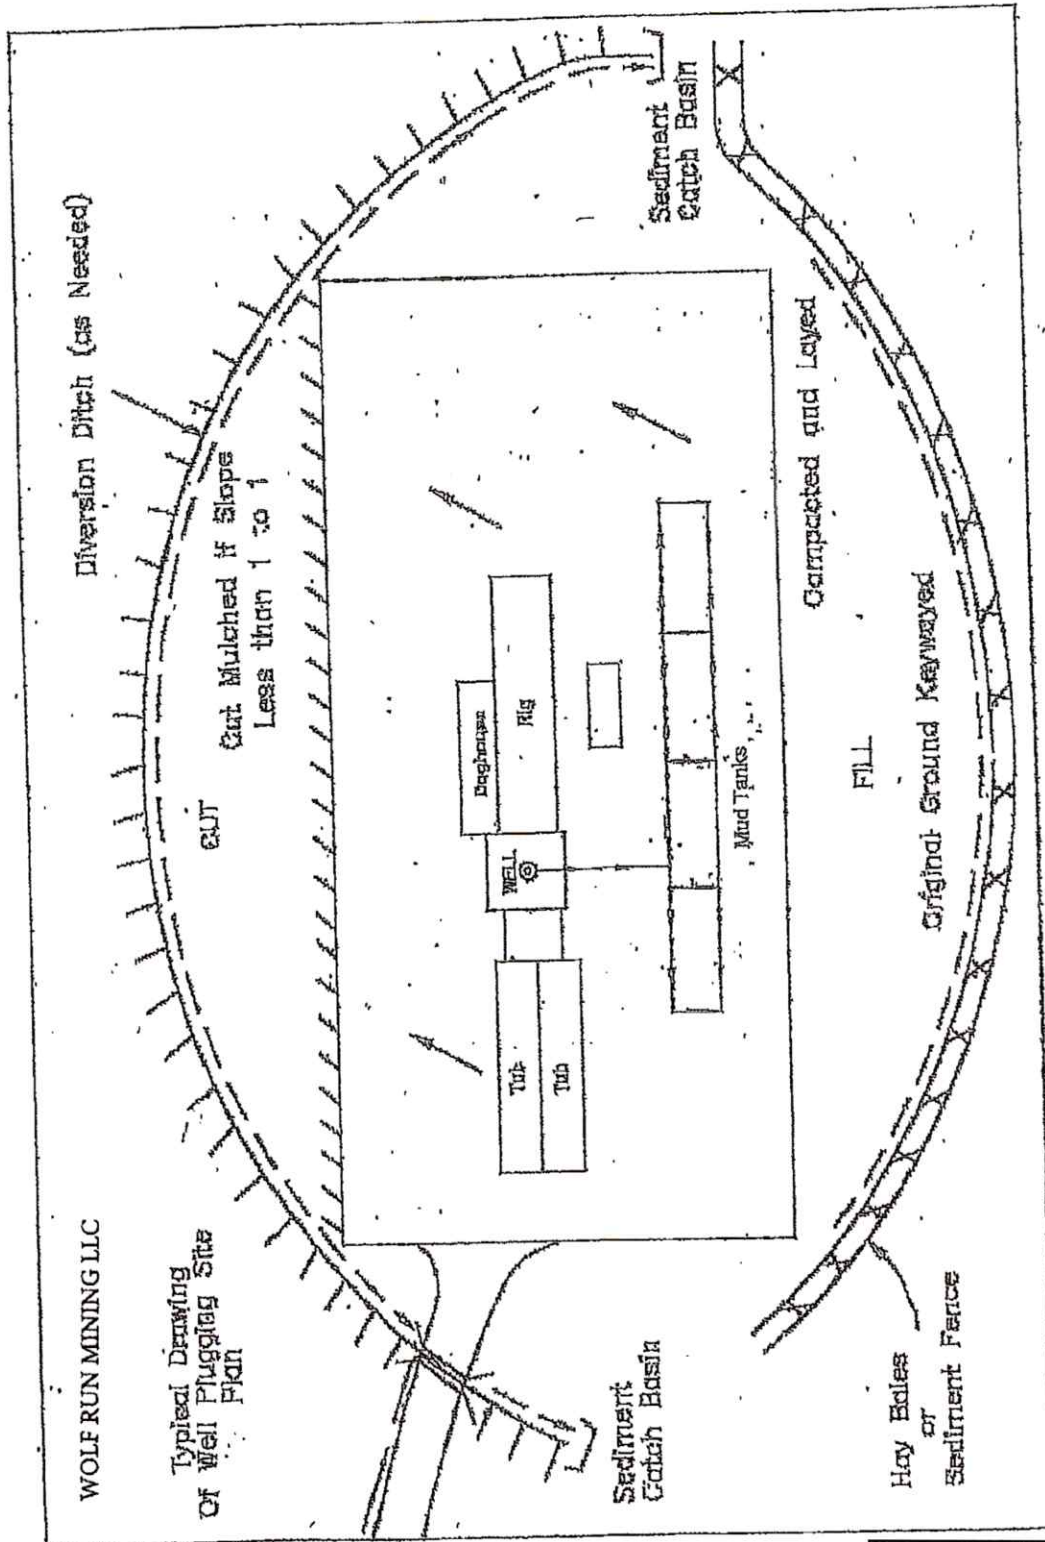 WOLF RUN MINING LLC
Typical Drawing
Of Well Plugging Site
Plan
Diversion Ditch (as Needed)
CUT
Cut Mulched if Slope
Less than 1 to 1
Sediment
Catch Basin
Doghouse
Rig
WELL
Tub
Tub
Mud Tanks
Compacted and Layed
FILL
Original Ground Keywayed
Sediment
Catch Basin
Hay Bales
or
Sediment Fence